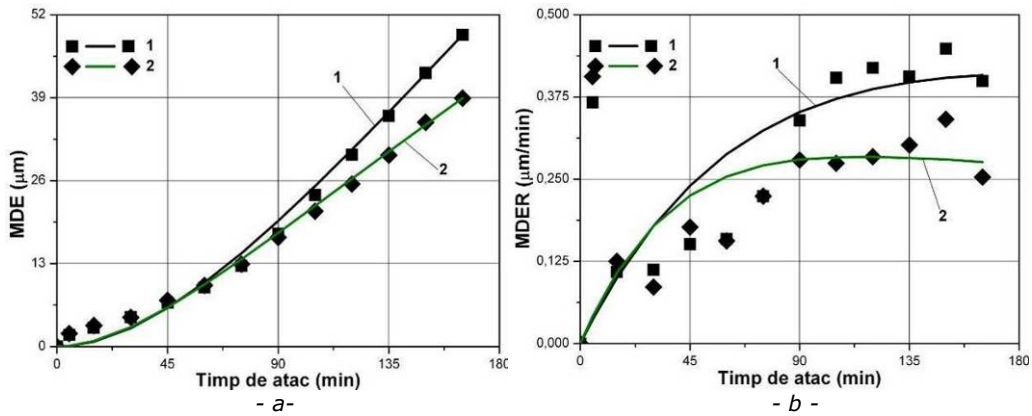 52
39
26
13
0
MDE (μm)
1
2
1
2
0 45 90 135 180
Timp de atac (min)
- a-
0,500
0,375
0,250
0,125
0,000
MDER (μm/min)
1
2
1
2
0 45 90 135 180
Timp de atac (min)
- b -